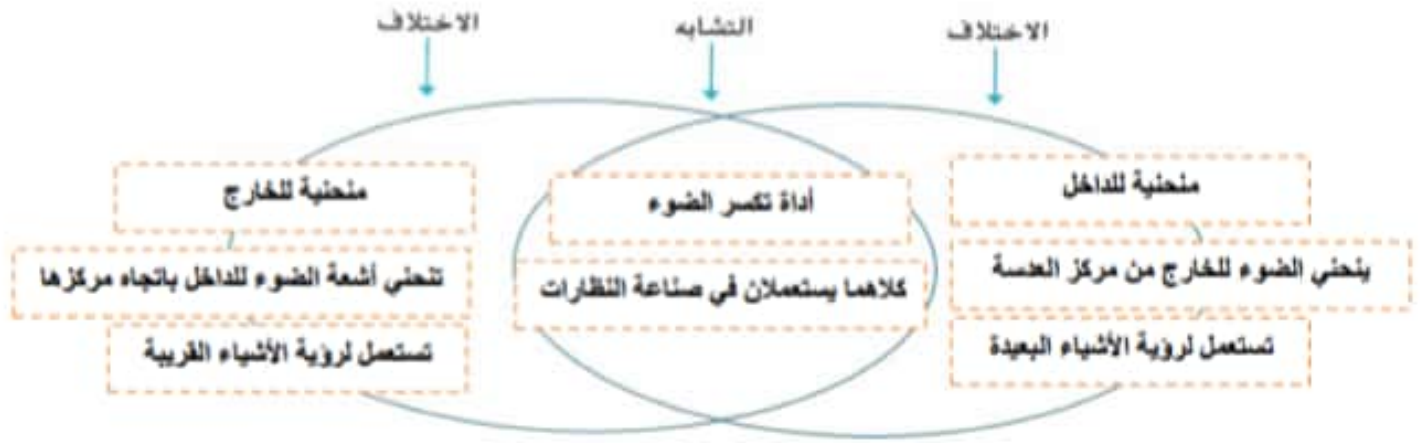 الاختلاف
التشابه
الاختلاف
منحنية للداخل
أداة تكسر الضوء
منحنية للخارج
ينحني الضوء للخارج من مركز العدسة
كلاهما يستعملان في صناعة النظارات
تنحني أشعة الضوء للداخل باتجاه مركزها
تستعمل لرؤية الأشياء البعيدة
تستعمل لرؤية الأشياء القريبة